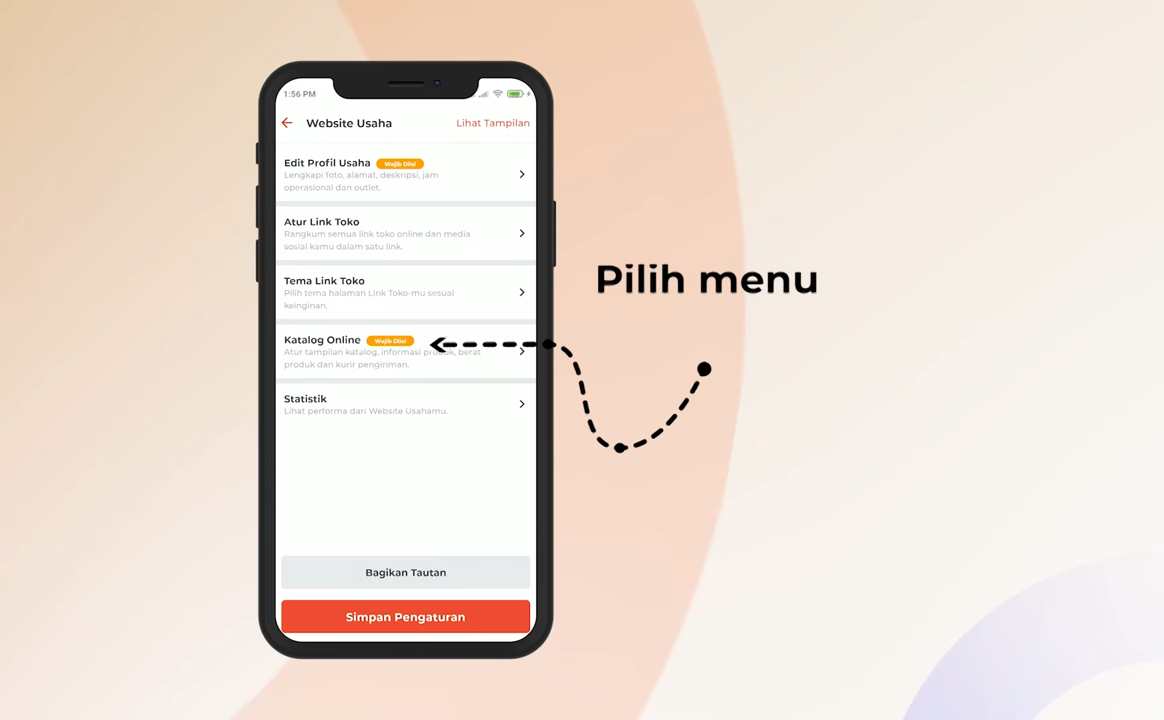 1:56 PM
Website Usaha
Lihat Tampilan
Edit Profil Usaha Wajib Diisi
Lengkapi foto, alamat, deskripsi, jam
operasional dan outlet.
Atur Link Toko
Rangkum semua link toko online dan media
sosial kamu dalam satu link.
Tema Link Toko
Pilih tema halaman Link Toko-mu sesuai
keinginan.
Katalog Online Wajib Diisi
Atur tampilan katalog, informasi produk, berat
produk dan kurir pengiriman.
Statistik
Lihat performa dari Website Usahamu.
Bagikan Tautan
Simpan Pengaturan
Pilih menu